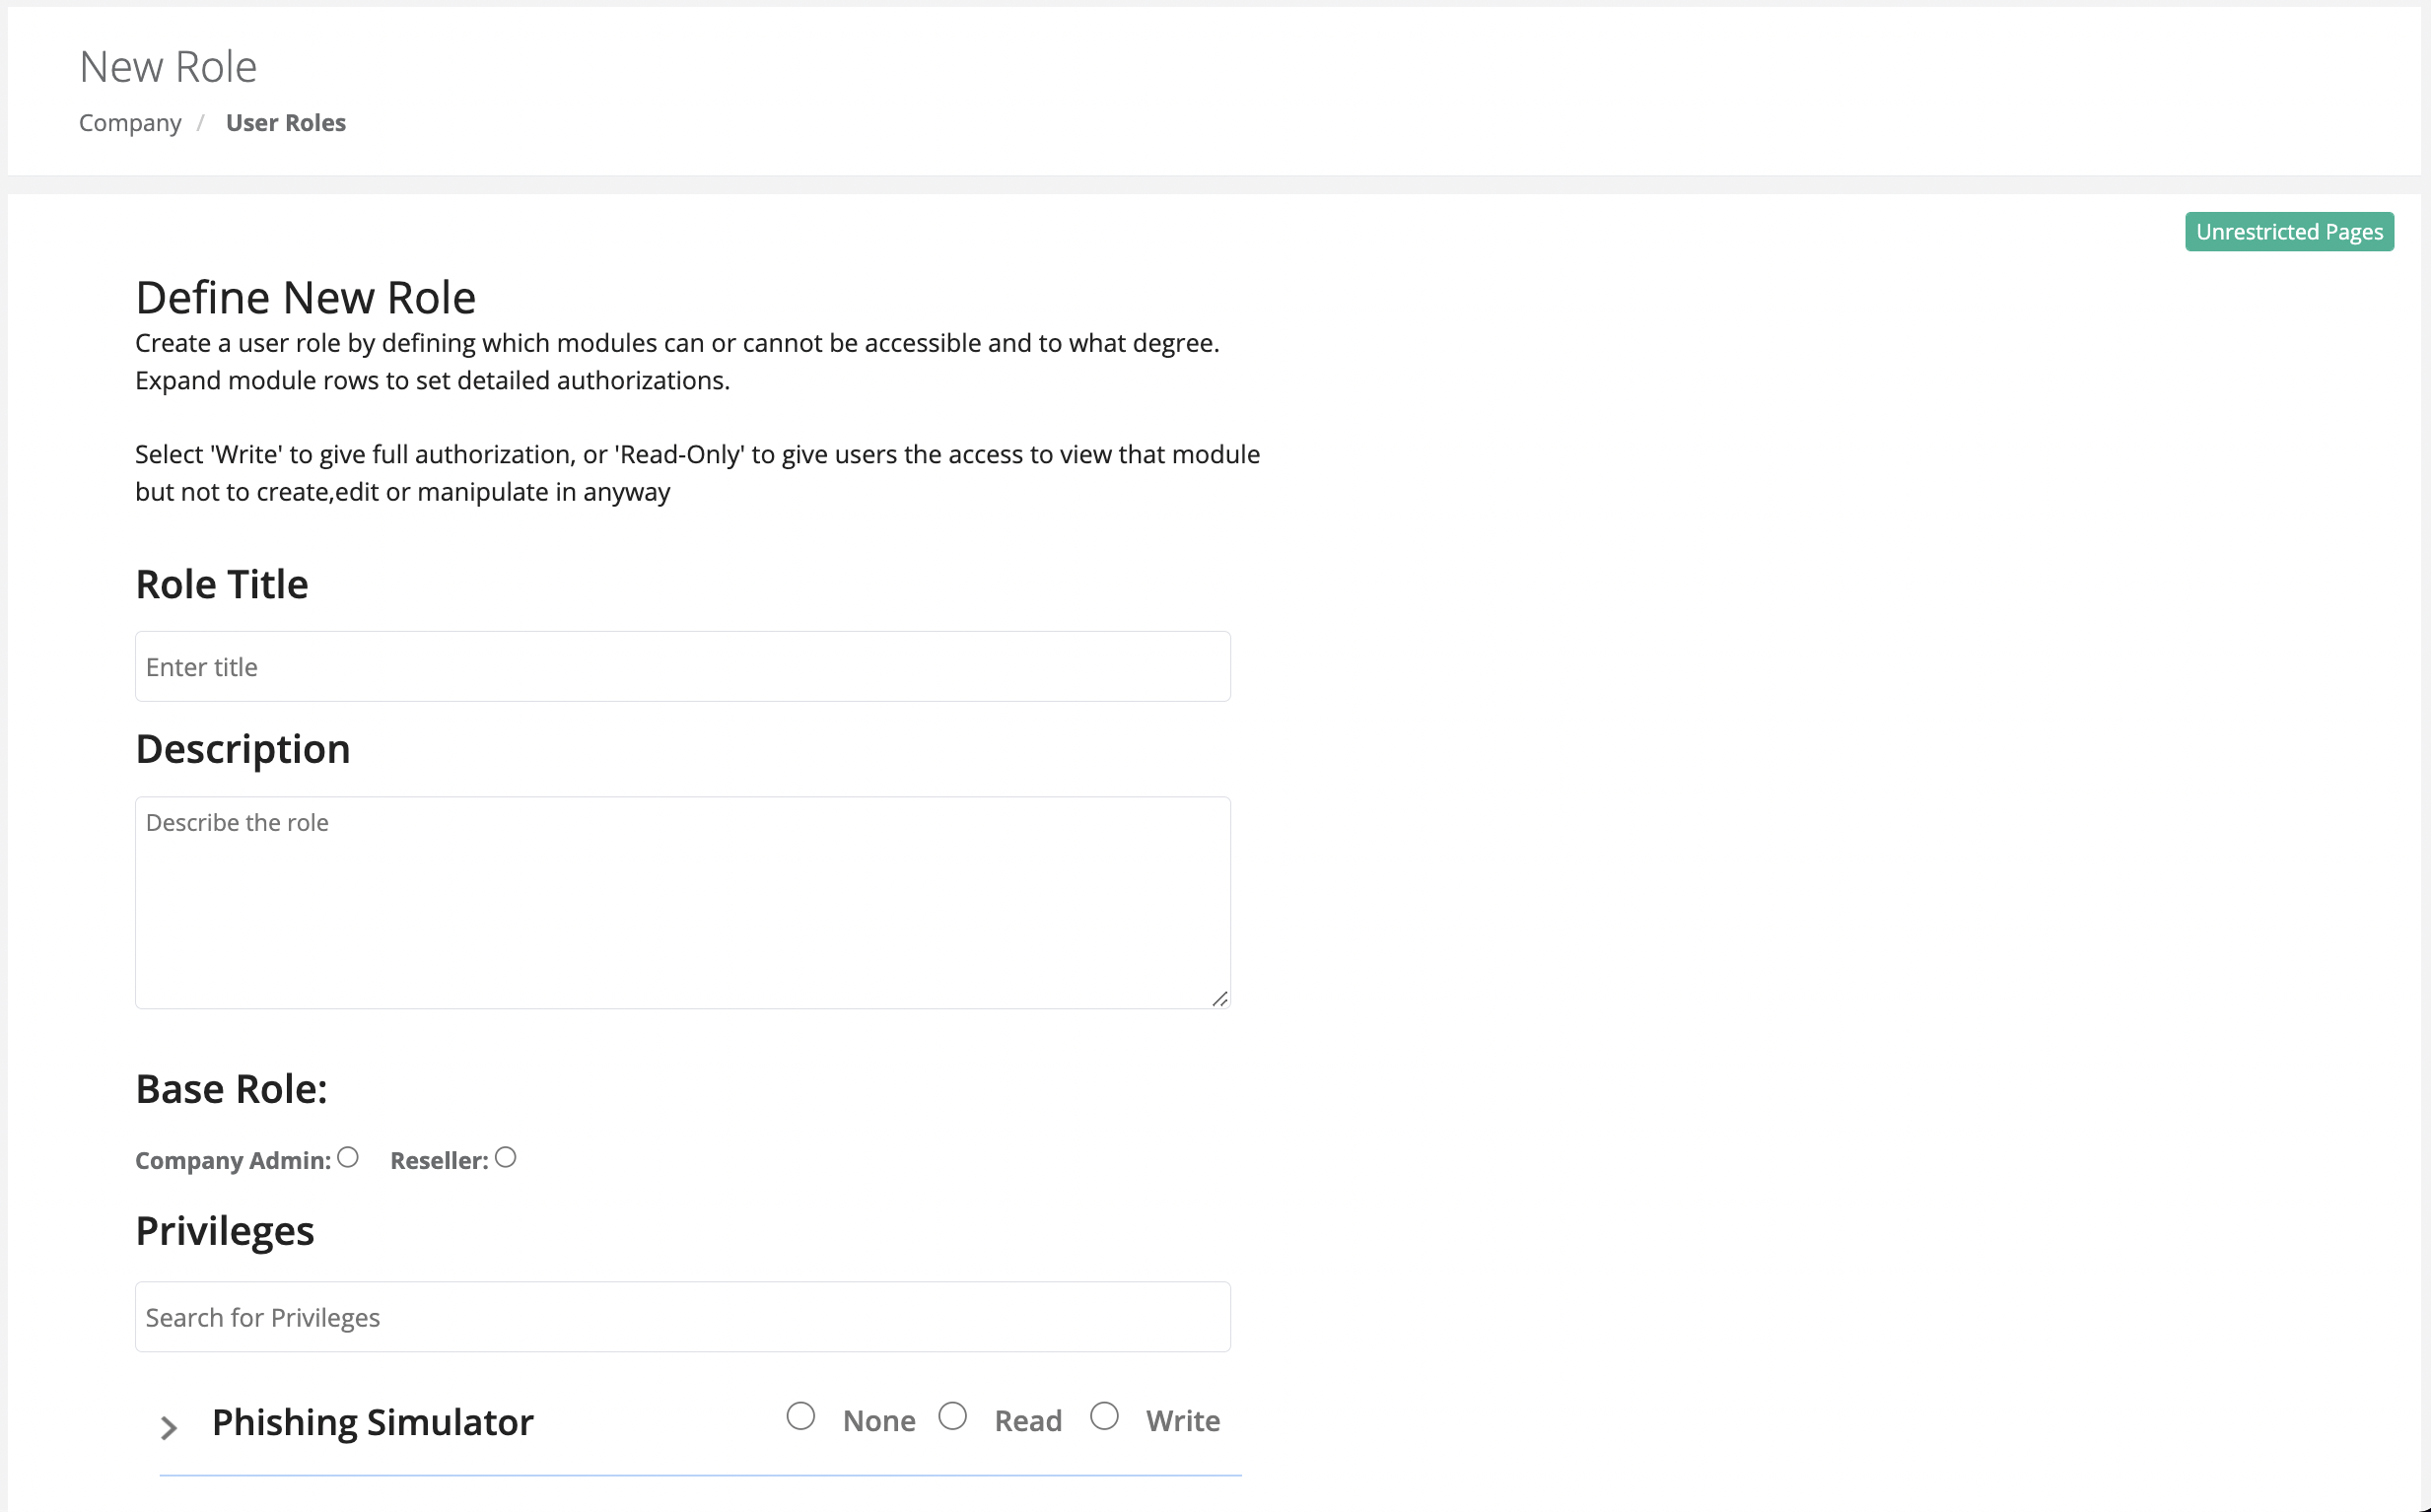 New Role
Company / User Roles
Unrestricted Pages
Define New Role
Create a user role by defining which modules can or cannot be accessible and to what degree.
Expand module rows to set detailed authorizations.
Select 'Write' to give full authorization, or 'Read-Only' to give users the access to view that module
but not to create,edit or manipulate in anyway
Role Title
Enter title
Description
Describe the role
Base Role:
Company Admin: Reseller:
Privileges
Search for Privileges
Phishing Simulator None Read Write